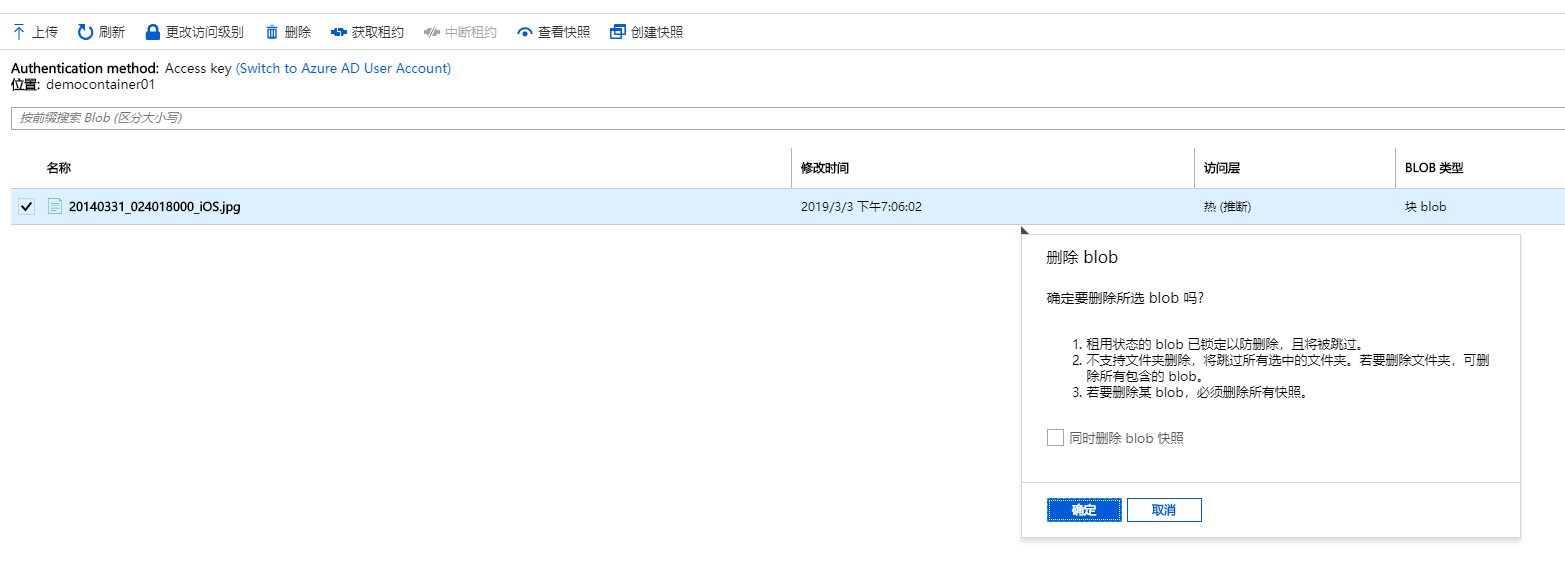 上传 刷新 更改访问级别 删除 获取租约 中断租约 查看快照 创建快照
Authentication method: Access key (Switch to Azure AD User Account)
位置: democontainer01
按前缀搜索 Blob (区分大小写)
名称 修改时间 访问层 BLOB 类型
20140331_024018000_iOS.jpg 2019/3/3 下午7:06:02 热 (推断) 块 blob
删除 blob
确定要删除所选 blob 吗?
1. 租用状态的 blob 已锁定以防删除，且将被跳过。
2. 不支持文件夹删除，将跳过所有选中的文件夹。若要删除文件夹，可删
除所有包含的 blob。
3. 若要删除某 blob，必须删除所有快照。
同时删除 blob 快照
确定 取消